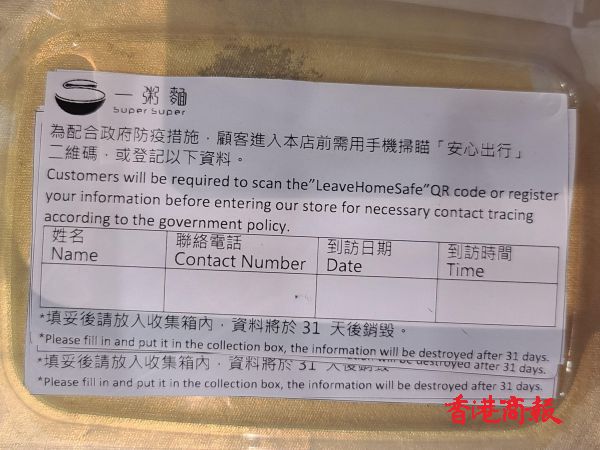 一粥麵
Super Super
為配合政府防疫措施，顧客進入本店前需用手機掃瞄「安心出行」
二維碼，或登記以下資料。
Customers will be required to scan the"LeaveHomeSafe"QR code or register
your information before entering our store for necessary contact tracing
according to the government policy.
姓名 聯絡電話 到訪日期 到訪時間
Name Contact Number Date Time
*填妥後請放入收集箱內，資料將於 31 天後銷毀。
*Please fill in and put it in the collection box, the information will be destroyed after 31 days.
*填妥後請放入收集箱內，資料將於 31 天後銷毀
*Please fill in and put it in the collection box, the information will be destroyed after 31 days.
香港商報